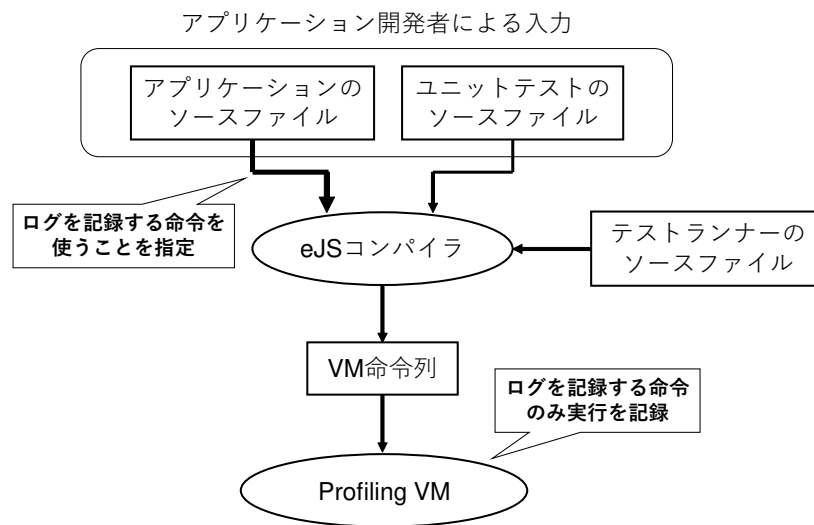 アプリケーション開発者による入力
アプリケーションの
ソースファイル
ユニットテストの
ソースファイル
ログを記録する命令を
使うことを指定
eJSコンパイラ
テストランナーの
ソースファイル
VM命令列
ログを記録する命令
のみ実行を記録
Profiling VM